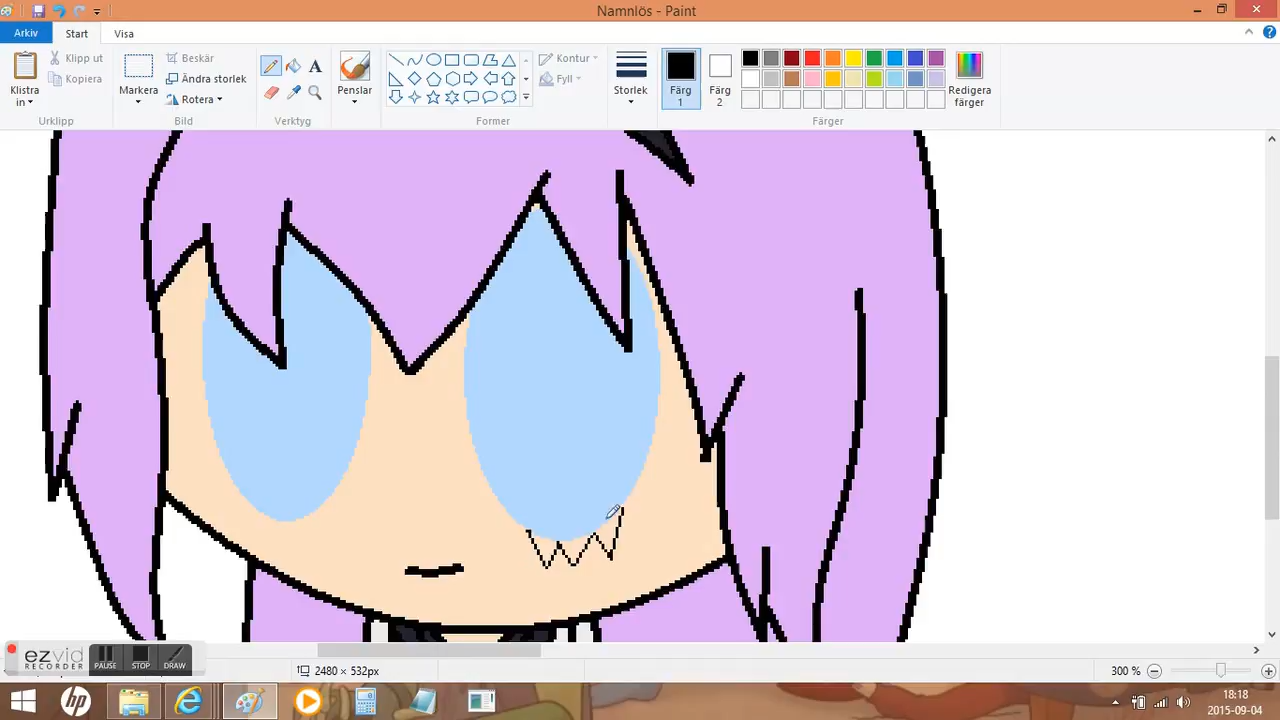 Namnlös - Paint
Arkiv Start Visa
Klistra in
Klipp ut
Kopiera
Urklipp
Markera
Beskär
Ändra storlek
Rotera
Bild
A
Verktyg
Penslar
Kontur
Fyll
Former
Storlek
Färg 1
Färg 2
Redigera färger
Färger
ezvid
RECORDER
PAUSE STOP DRAW
2480 × 532px
300 %
hp
18:18
2015-09-04